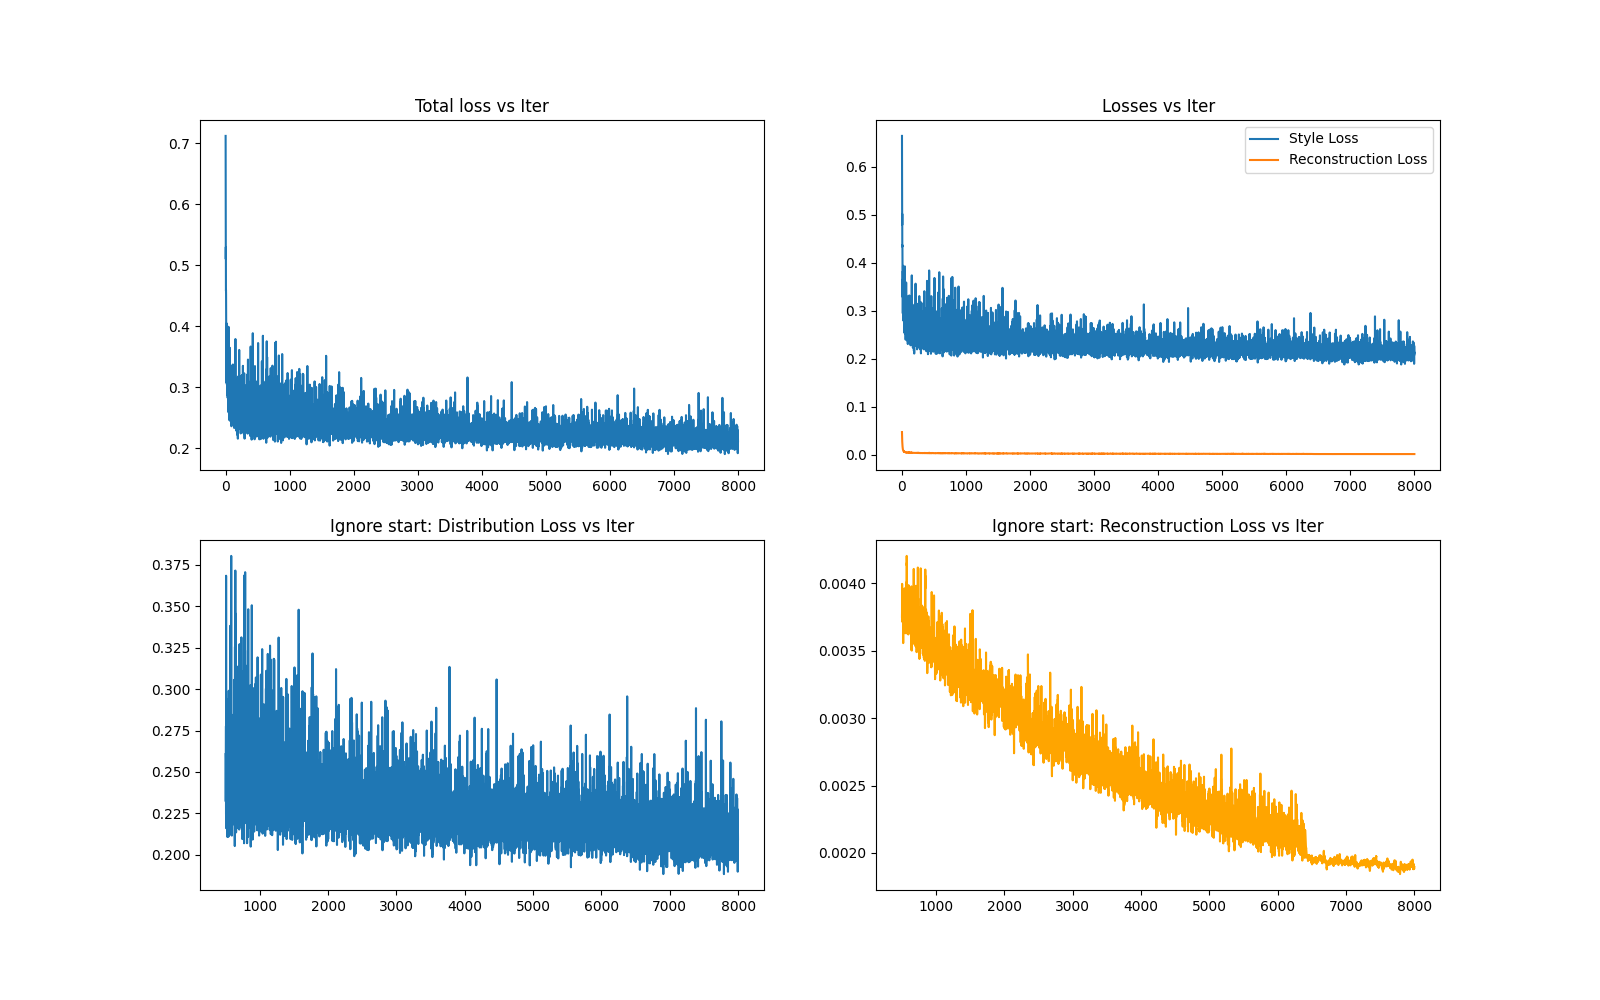 Total loss vs Iter
0.7
0.6
0.5
0.4
0.3
0.2
0 1000 2000 3000 4000 5000 6000 7000 8000
Losses vs Iter
Style Loss
Reconstruction Loss
0.6
0.5
0.4
0.3
0.2
0.1
0.0
0 1000 2000 3000 4000 5000 6000 7000 8000
Ignore start: Distribution Loss vs Iter
0.375
0.350
0.325
0.300
0.275
0.250
0.225
0.200
1000 2000 3000 4000 5000 6000 7000 8000
Ignore start: Reconstruction Loss vs Iter
0.0040
0.0035
0.0030
0.0025
0.0020
1000 2000 3000 4000 5000 6000 7000 8000